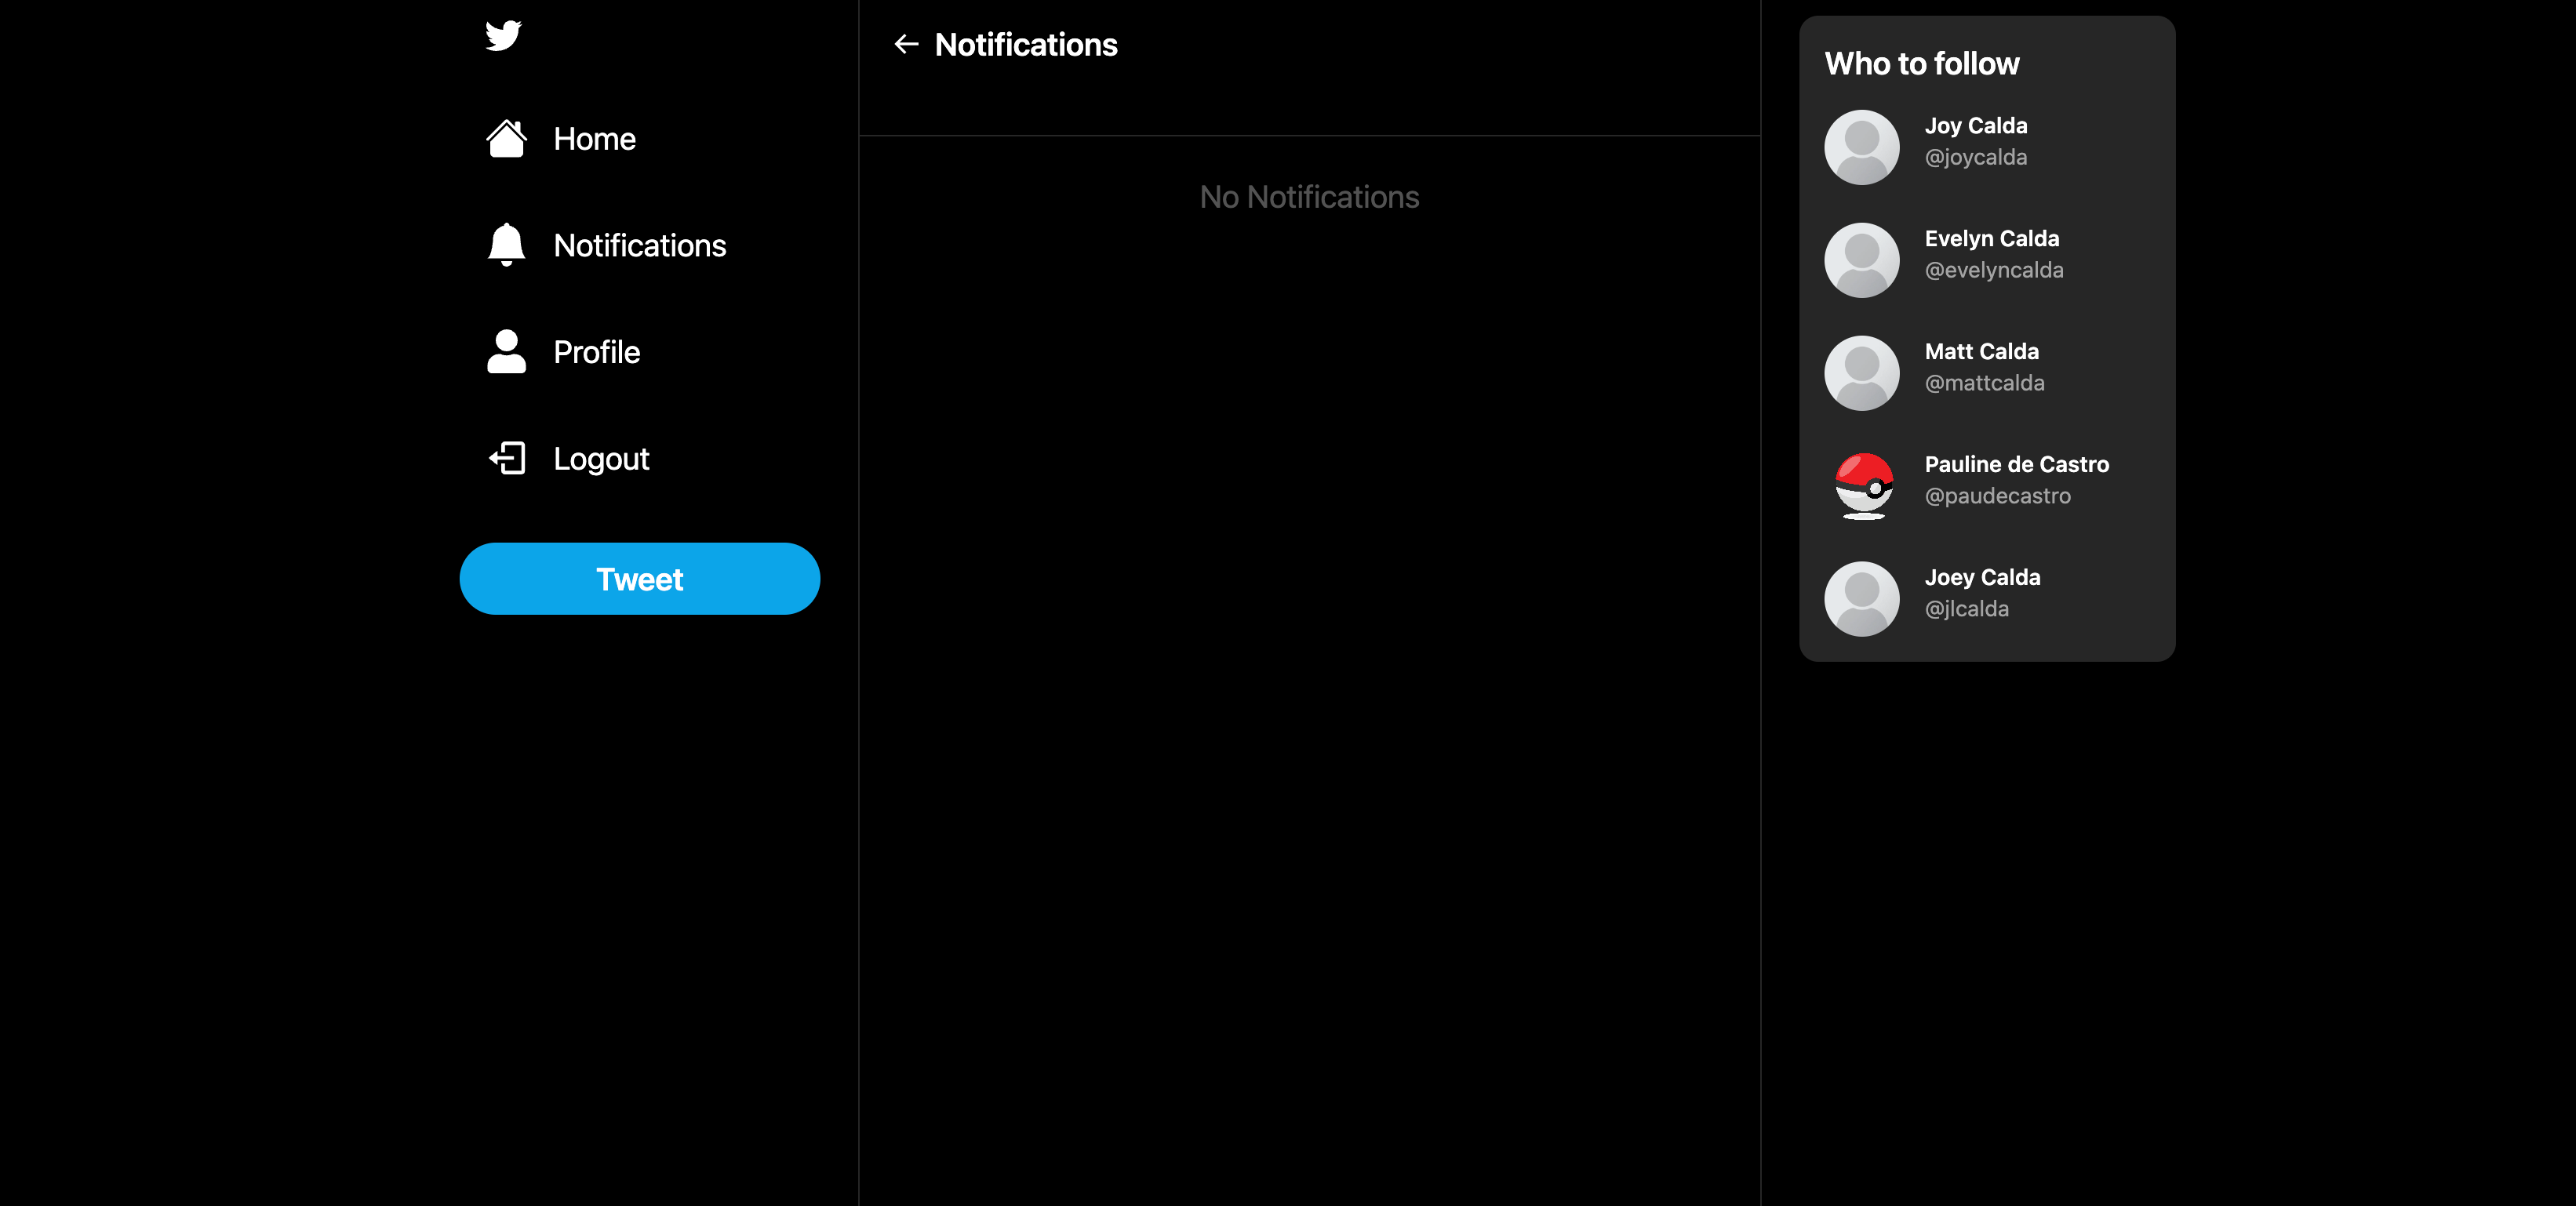 Home
Notifications
Profile
Logout
Tweet
Notifications
No Notifications
Who to follow
Joy Calda
@joycalda
Evelyn Calda
@evelyncalda
Matt Calda
@mattcalda
Pauline de Castro
@paudecastro
Joey Calda
@jlcalda